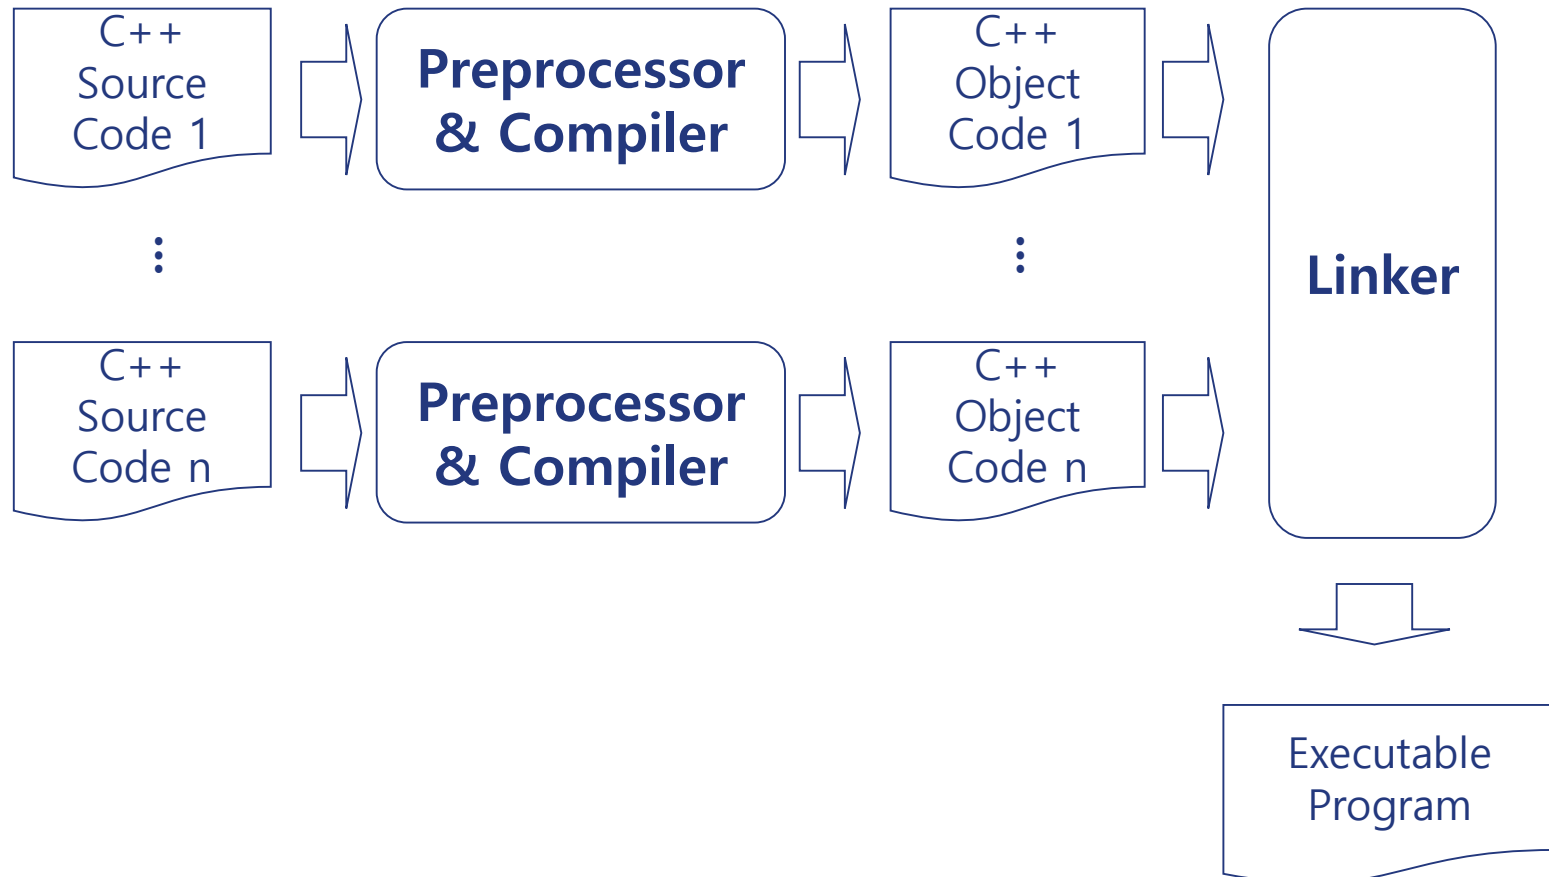 C++
Source
Code 1
Preprocessor
& Compiler
C++
Object
Code 1
Linker
C++
Source
Code n
Preprocessor
& Compiler
C++
Object
Code n
Executable
Program